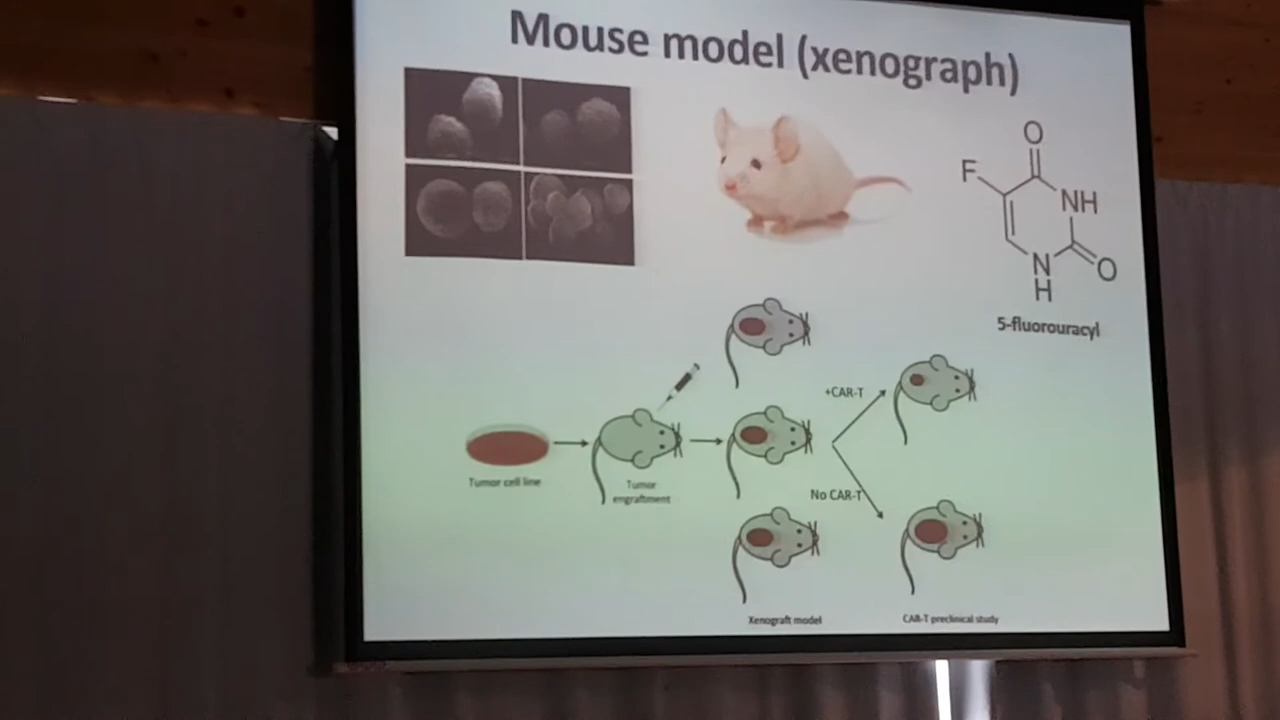 Mouse model (xenograph)
O
F
NH
N
H
O
5-fluorouracyl
+CAR-T
Tumor cell line
Tumor
engraftment
No CAR-T
Xenograft model
CAR-T preclinical study